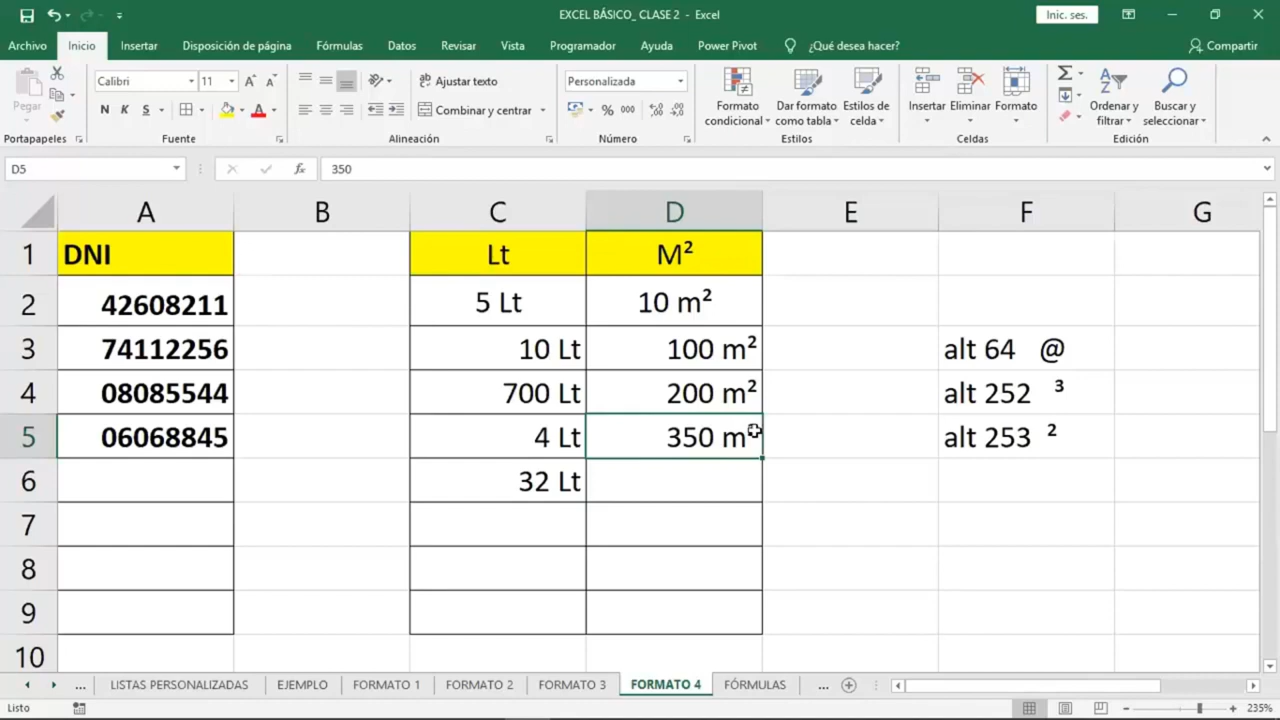 EXCEL BÁSICO_ CLASE 2 - Excel
Inic. ses.
Archivo Inicio Insertar Disposición de página Fórmulas Datos Revisar Vista Programador Ayuda Power Pivot ¿Qué desea hacer? Compartir
Pegar
Calibri 11
N K S
Ajustar texto
Combinar y centrar
Personalizada
% 000
Formato condicional
Dar formato como tabla
Estilos de celda
Insertar
Eliminar
Formato
Ordenar y filtrar
Buscar y seleccionar
Portapapeles Fuente Alineación Número Estilos Celdas Edición
D5 fx 350
A B C D E F G
1 DNI Lt M²
2 42608211 5 Lt 10 m²
3 74112256 10 Lt 100 m² alt 64 @
4 08085544 700 Lt 200 m² alt 252 ³
5 06068845 4 Lt 350 m² alt 253 ²
6 32 Lt
7
8
9
10
... LISTAS PERSONALIZADAS EJEMPLO FORMATO 1 FORMATO 2 FORMATO 3 FORMATO 4 FÓRMULAS ...
Listo 235%